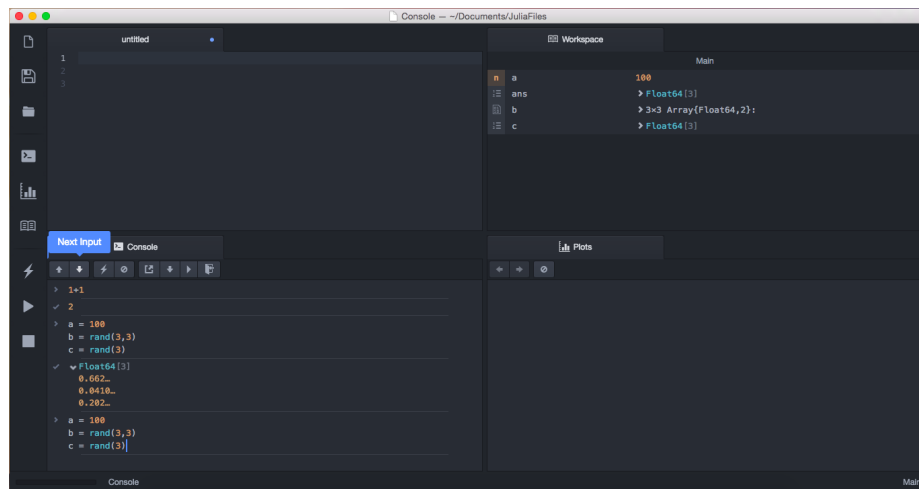 Console — ~/Documents/JuliaFiles
untitled
1
2
3
Workspace
Main
n a 100
ans > Float64[3]
b > 3×3 Array{Float64,2}:
c > Float64[3]
Next Input
Console
> 1+1
✓ 2
> a = 100
b = rand(3,3)
c = rand(3)
✓ Float64[3]
0.662…
0.0410…
0.202…
> a = 100
b = rand(3,3)
c = rand(3)
Plots
Console
Main